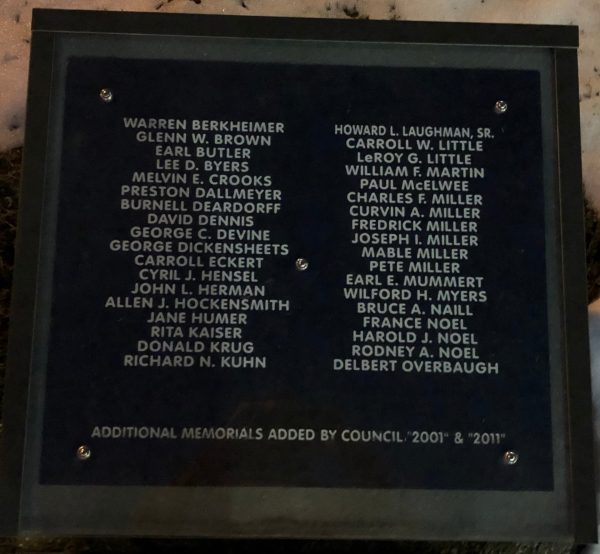 WARREN BERKHEIMER
GLENN W. BROWN
EARL BUTLER
LEE D. BYERS
MELVIN E. CROOKS
PRESTON DALLMEYER
BURNELL DEARDORFF
DAVID DENNIS
GEORGE C. DEVINE
GEORGE DICKENSHEETS
CARROLL ECKERT
CYRIL J. HENSEL
JOHN L. HERMAN
ALLEN J. HOCKENSMITH
JANE HUMER
RITA KAISER
DONALD KRUG
RICHARD N. KUHN
HOWARD L. LAUGHMAN, SR.
CARROLL W. LITTLE
LeROY G. LITTLE
WILLIAM F. MARTIN
PAUL McELWEE
CHARLES F. MILLER
CURVIN A. MILLER
FREDRICK MILLER
JOSEPH I. MILLER
MABLE MILLER
PETE MILLER
EARL E. MUMMERT
WILFORD H. MYERS
BRUCE A. NAILL
FRANCE NOEL
HAROLD J. NOEL
RODNEY A. NOEL
DELBERT OVERBAUGH
ADDITIONAL MEMORIALS ADDED BY COUNCIL "2001" & "2011"